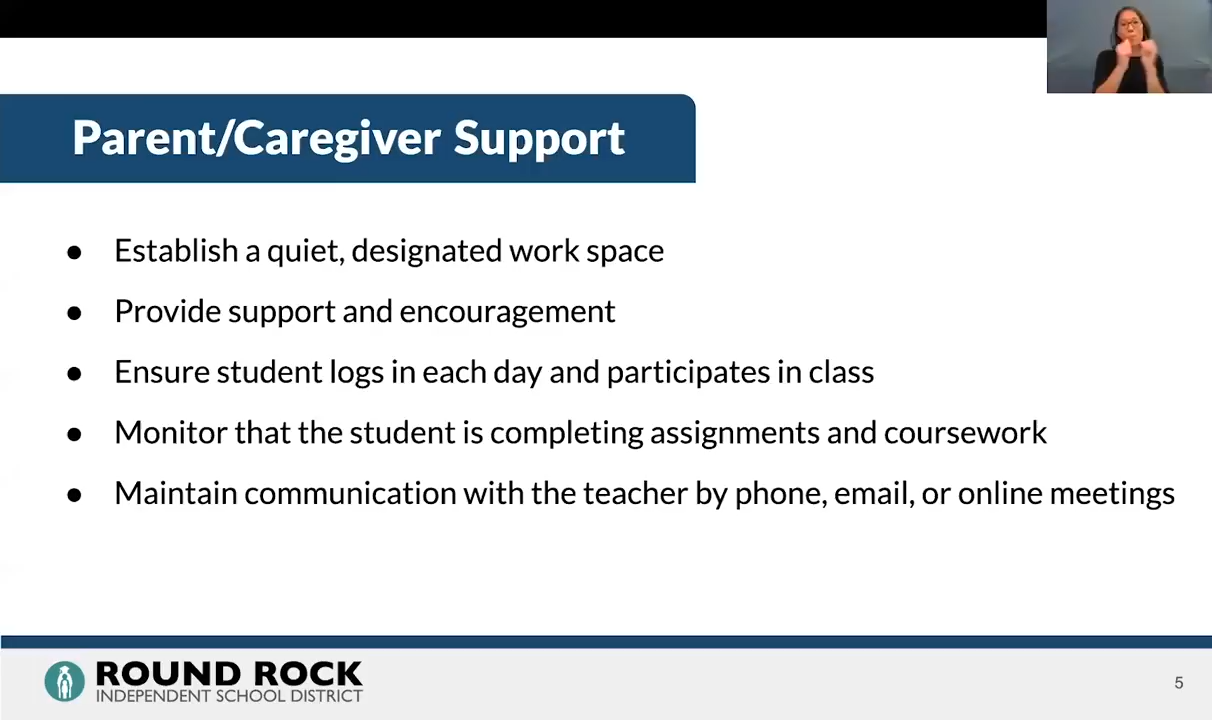 Parent/Caregiver Support
● Establish a quiet, designated work space
● Provide support and encouragement
● Ensure student logs in each day and participates in class
● Monitor that the student is completing assignments and coursework
● Maintain communication with the teacher by phone, email, or online meetings
ROUND ROCK
INDEPENDENT SCHOOL DISTRICT
5